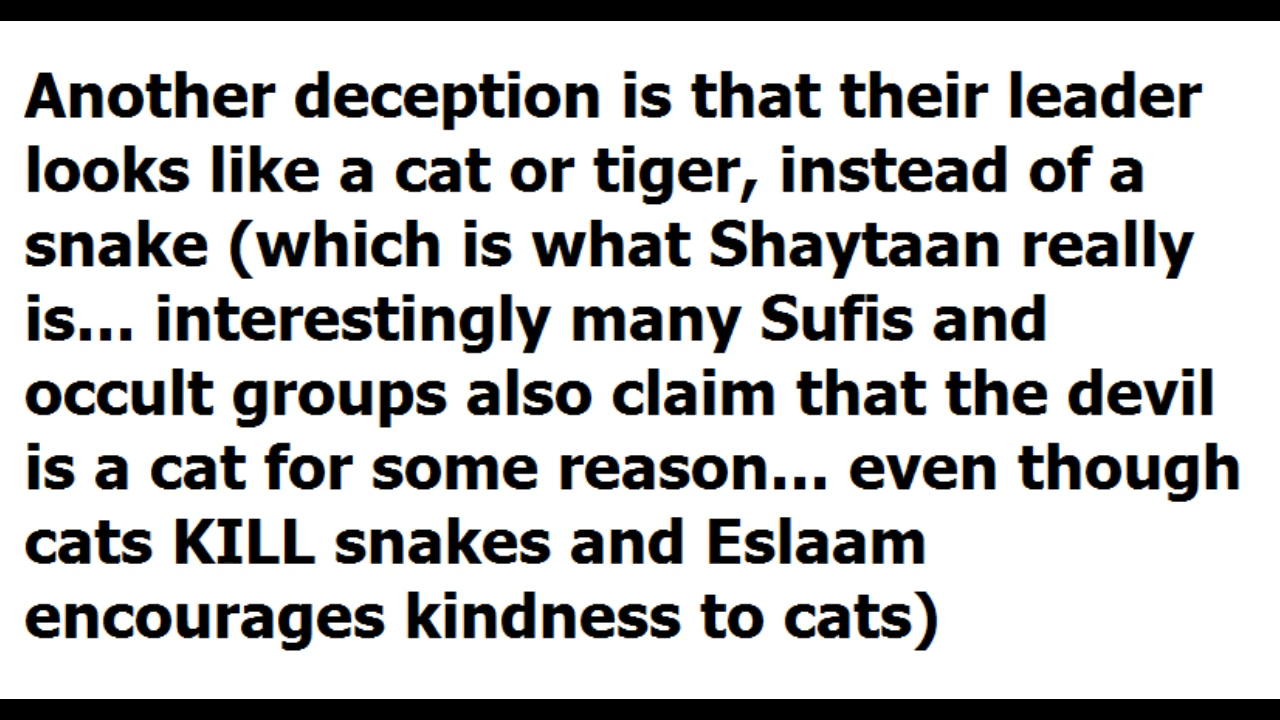 Another deception is that their leader
looks like a cat or tiger, instead of a
snake (which is what Shaytaan really
is... interestingly many Sufis and
occult groups also claim that the devil
is a cat for some reason... even though
cats KILL snakes and Eslaam
encourages kindness to cats)